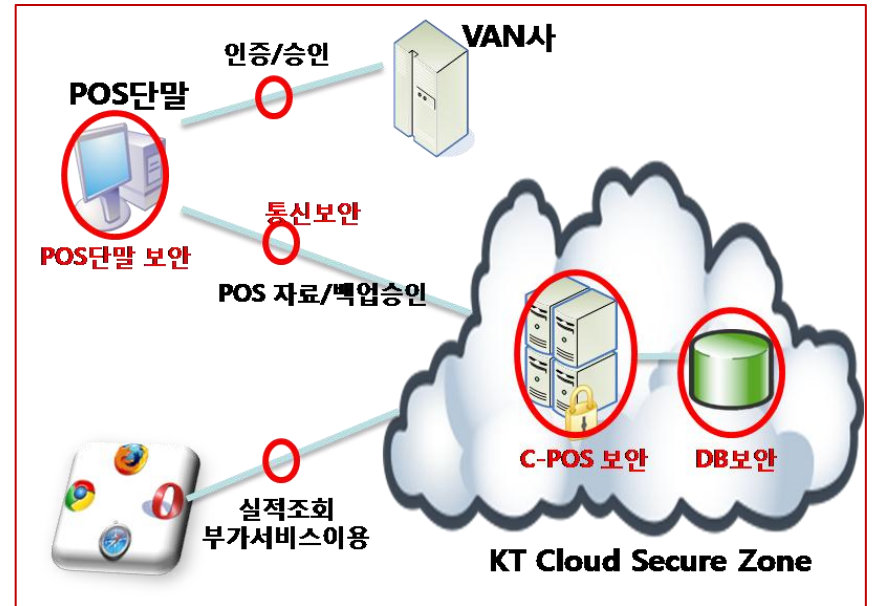 VAN사
인증/승인
POS단말
통신보안
POS단말 보안
POS 자료/백업승인
C-POS 보안
DB보안
실적조회
부가서비스이용
KT Cloud Secure Zone